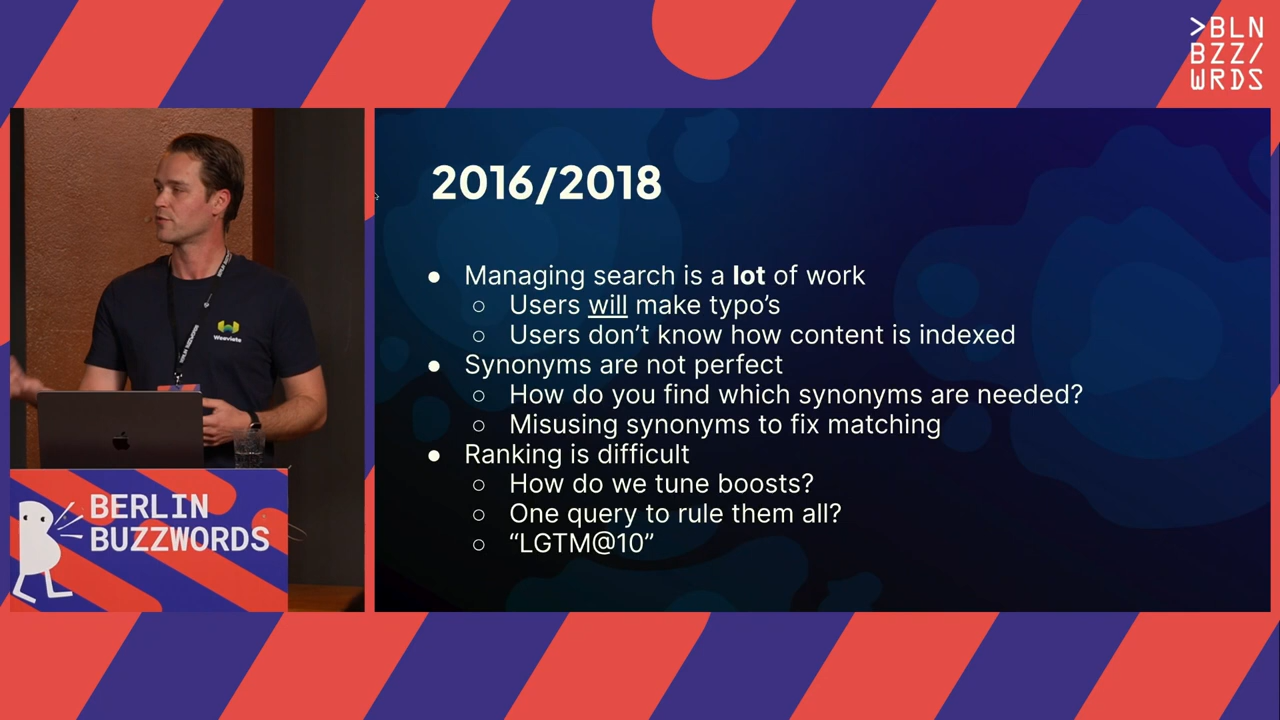 >BLN
BZZ/
WRDS
2016/2018
● Managing search is a lot of work
○ Users will make typo’s
○ Users don’t know how content is indexed
● Synonyms are not perfect
○ How do you find which synonyms are needed?
○ Misusing synonyms to fix matching
● Ranking is difficult
○ How do we tune boosts?
○ One query to rule them all?
○ “LGTM@10”
Weaviate
BERLIN
BUZZWORDS